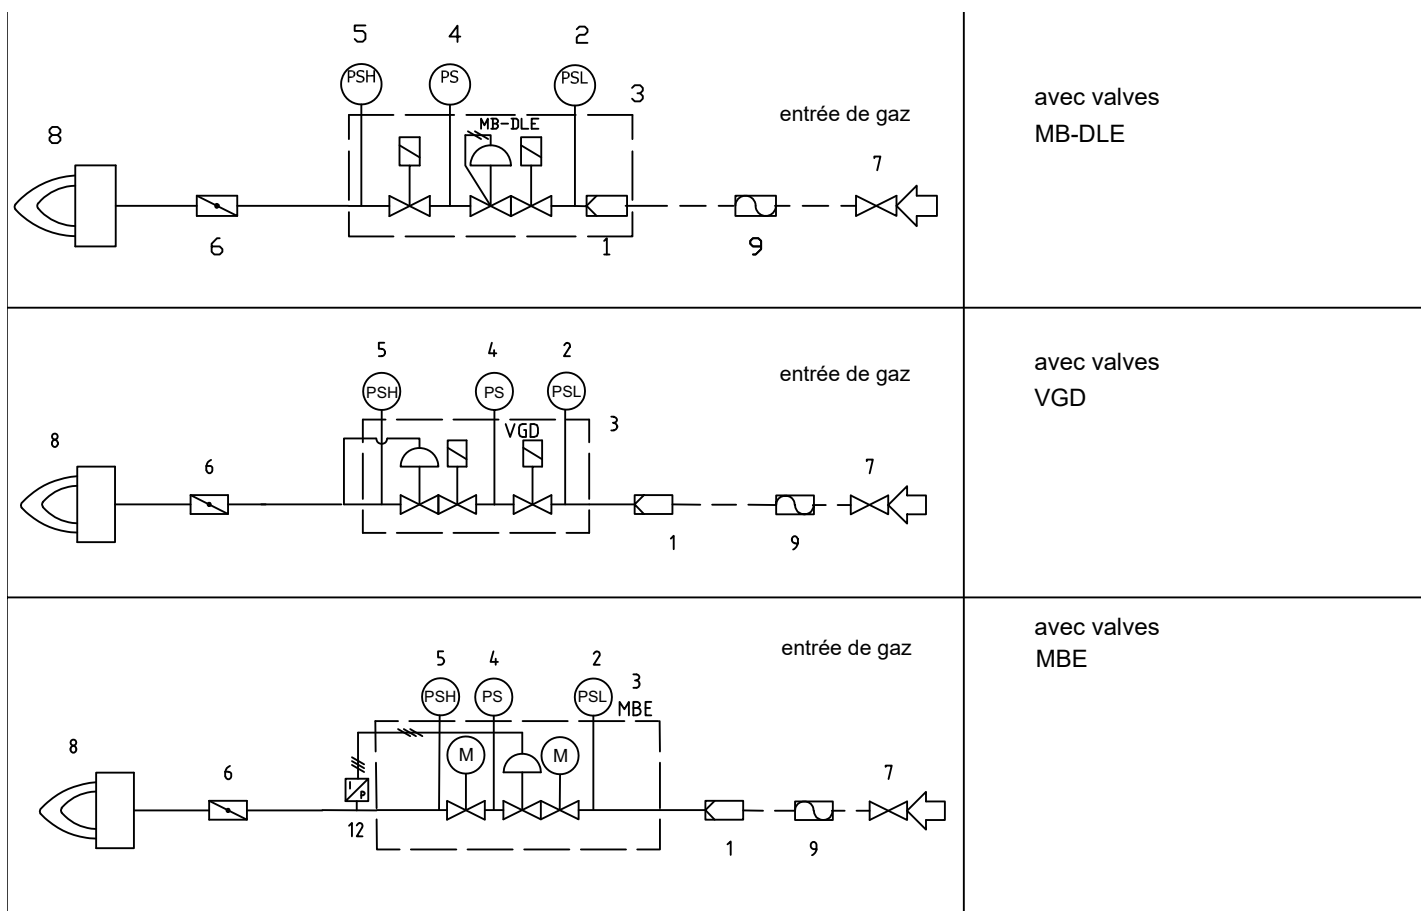 5 4 2
PSH PS PSL
3
MB-DLE
entrée de gaz
avec valves
MB-DLE
8
7
6 1 9
5 4 2
PSH PS PSL
3
VGD
entrée de gaz
avec valves
VGD
8
6
7
1 9
5 4 2
PSH PS PSL
3
MBE
entrée de gaz
avec valves
MBE
8
M M
6
7
I
P
12
1 9